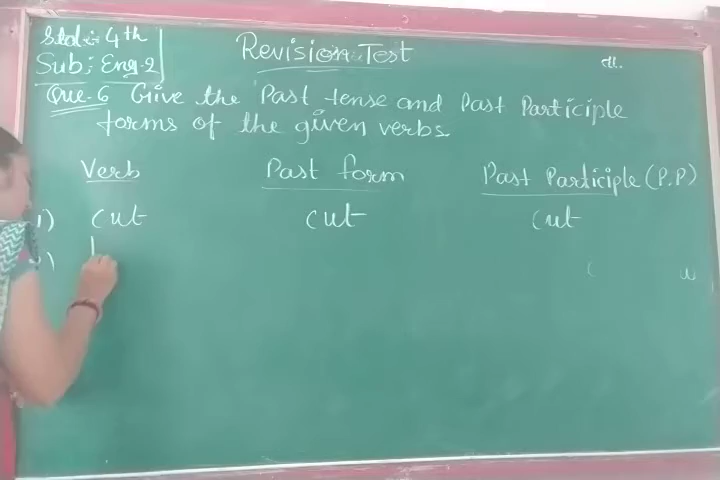 Std :- 4th
Sub: Eng-2
Revision Test
dt.
Que-6 Give the Past tense and Past Participle
forms of the given verbs.
Verb Past form Past Participle (P.P)
1) Cut Cut Cut